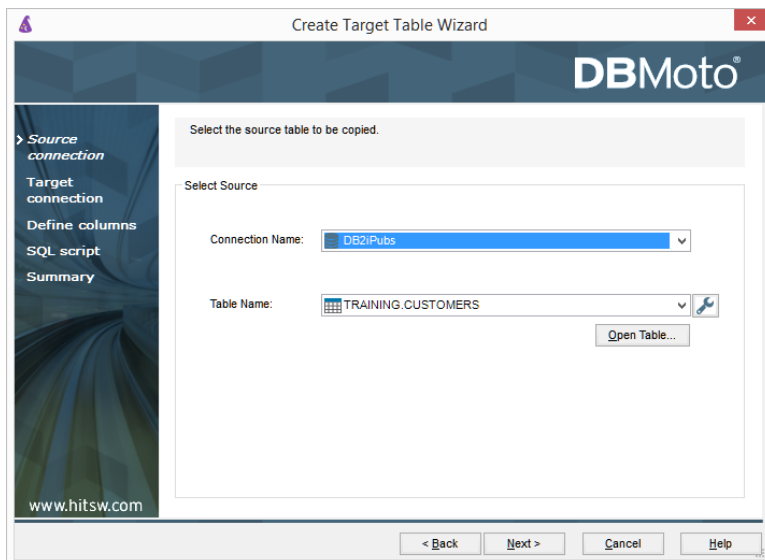 Create Target Table Wizard
DBMoto®
Source
connection
Target
connection
Define columns
SQL script
Summary
www.hitsw.com
Select the source table to be copied.
Select Source
Connection Name:
DB2iPubs
Table Name:
TRAINING.CUSTOMERS
Open Table...
< Back
Next >
Cancel
Help